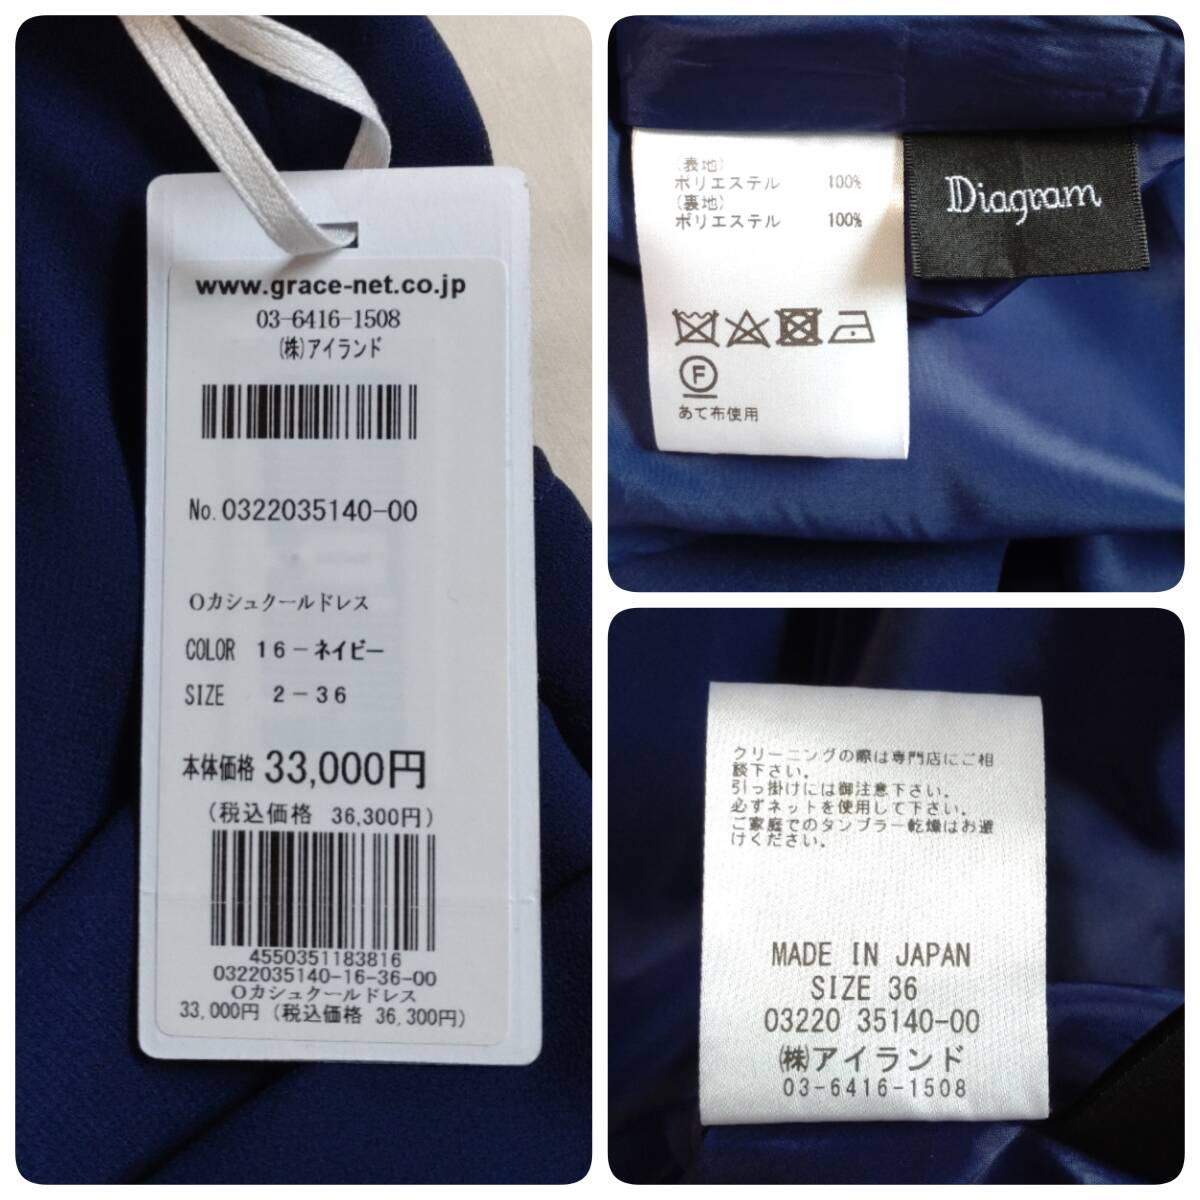 www.grace-net.co.jp
03-6416-1508
(株)アイランド
No.0322035140-00
Oカシュクールドレス
COLOR 16-ネイビー
SIZE 2-36
本体価格 33,000円
(税込価格 36,300円)
4550351183816
0322035140-16-36-00
Oカシュクールドレス
33,000円 (税込価格 36,300円)
(表地)
ポリエステル 100%
(裏地)
ポリエステル 100%
F
あて布使用
Diagram
クリーニングの際は専門店にご相
談下さい。
引っ掛けには御注意下さい。
必ずネットを使用して下さい。
ご家庭でのタンブラー乾燥はお避
けください。
MADE IN JAPAN
SIZE 36
03220 35140-00
(株)アイランド
03-6416-1508